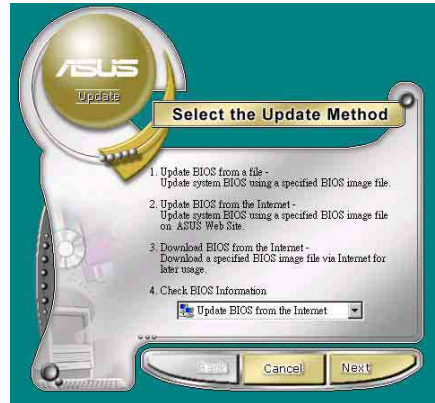 ASUS
Update
Select the Update Method
1. Update BIOS from a file -
Update system BIOS using a specified BIOS image file.
2. Update BIOS from the Internet -
Update system BIOS using a specified BIOS image file
on ASUS Web Site.
3. Download BIOS from the Internet -
Download a specified BIOS image file via Internet for
later usage.
4. Check BIOS Information
Update BIOS from the Internet
Back
Cancel
Next